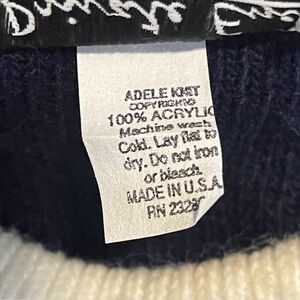 ADELE KNIT
COPYRIGHTS
100% ACRYLIC
Machine wash
Cold. Lay flat to
dry. Do not iron
or bleach.
MADE IN U.S.A
RN